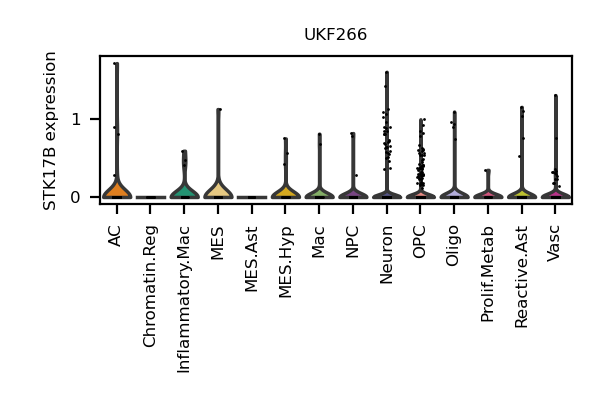 UKF266
STK17B expression
1
0
AC
Chromatin.Reg
Inflammatory.Mac
MES
MES.Ast
MES.Hyp
Mac
NPC
Neuron
OPC
Oligo
Prolif.Metab
Reactive.Ast
Vasc